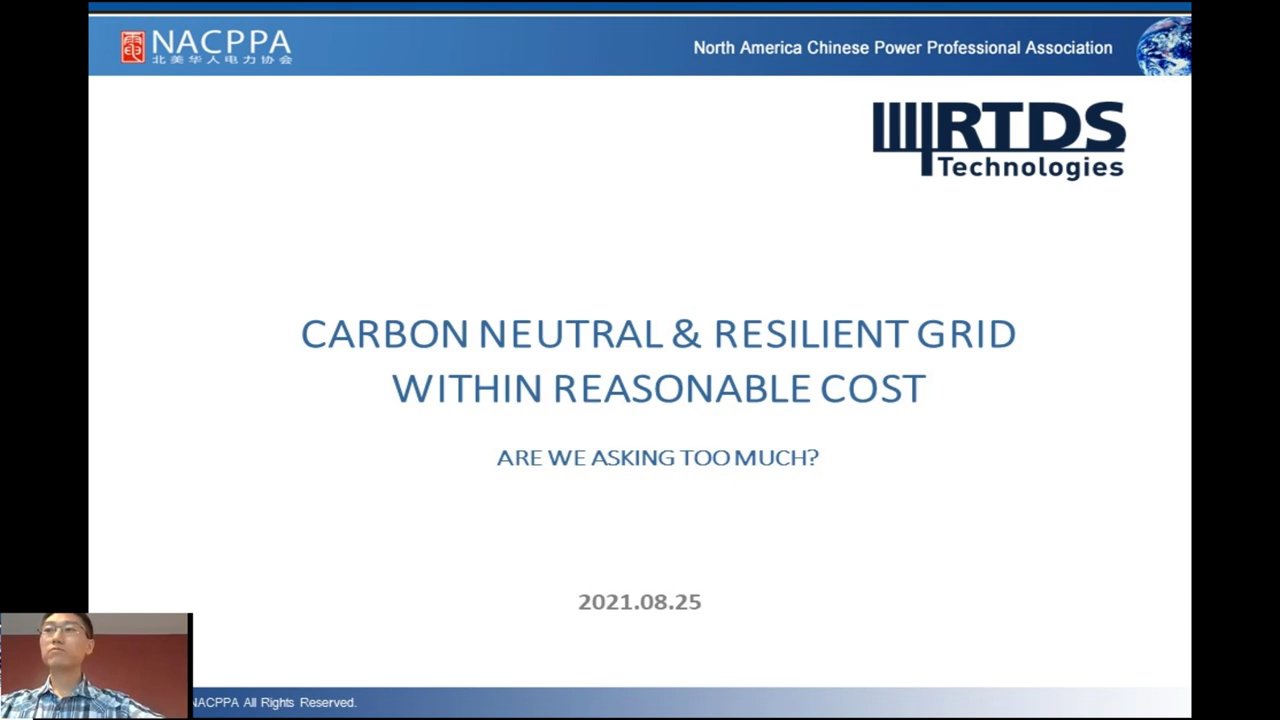 NACPPA
北美华人电力协会
North America Chinese Power Professional Association
RTDS
Technologies
CARBON NEUTRAL & RESILIENT GRID
WITHIN REASONABLE COST
ARE WE ASKING TOO MUCH?
2021.08.25
NACPPA All Rights Reserved.